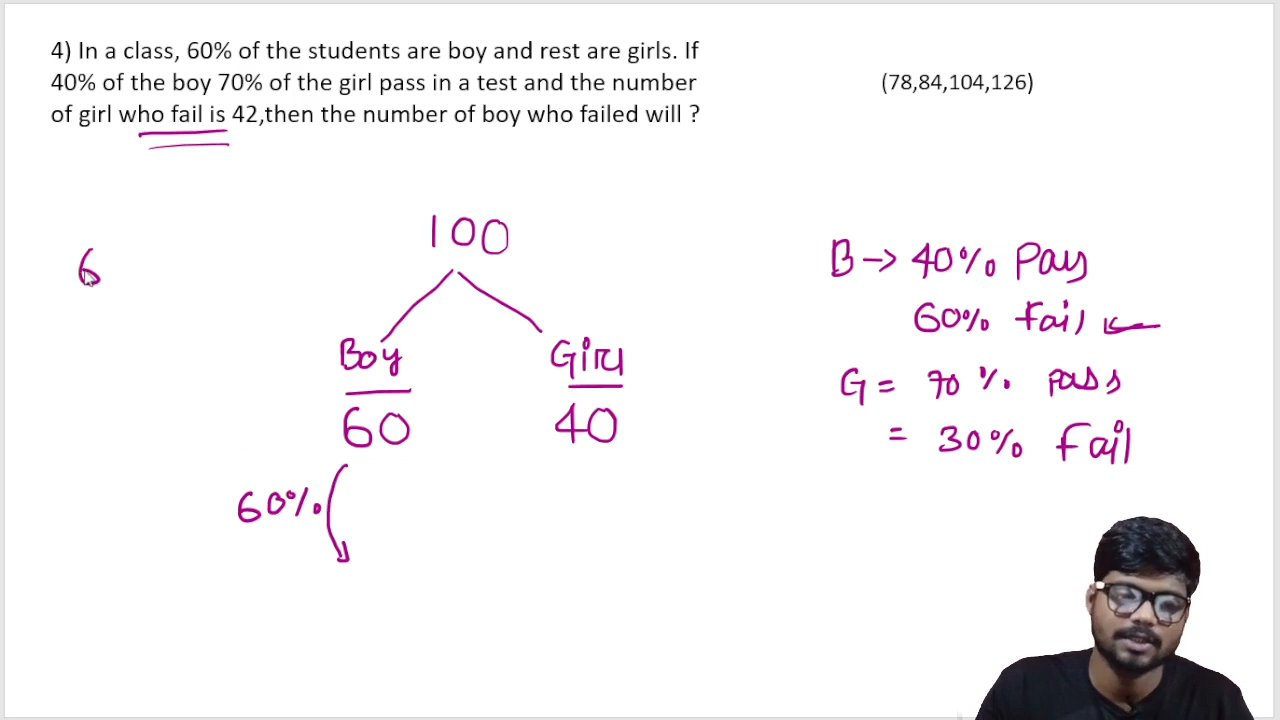 4) In a class, 60% of the students are boy and rest are girls. If
40% of the boy 70% of the girl pass in a test and the number
of girl who fail is 42,then the number of boy who failed will ?
(78,84,104,126)
100
Boy Girl
60 40
60%
6
B → 40% Pass
60% fail ←
G = 70% pass
= 30% Fail